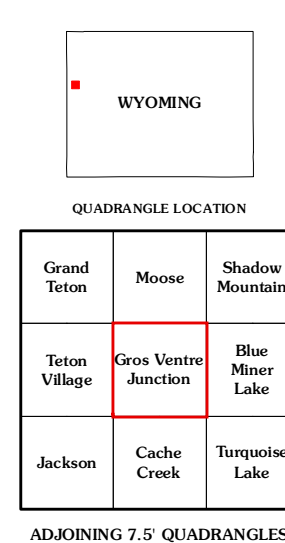 WYOMING
QUADRANGLE LOCATION
Grand
Teton
Moose
Shadow
Mountain
Teton
Village
Gros Ventre
Junction
Blue
Miner
Lake
Jackson
Cache
Creek
Turquoise
Lake
ADJOINING 7.5' QUADRANGLES